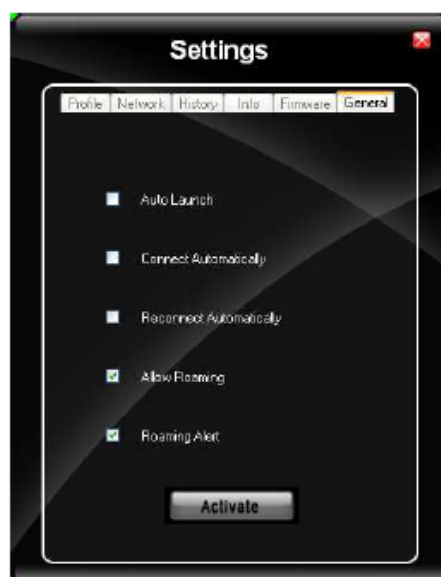 Settings
Profile Network History Info Firmware General
Auto Launch
Connect Automatically
Reconnect Automatically
Allow Roaming
Roaming Alert
Activate